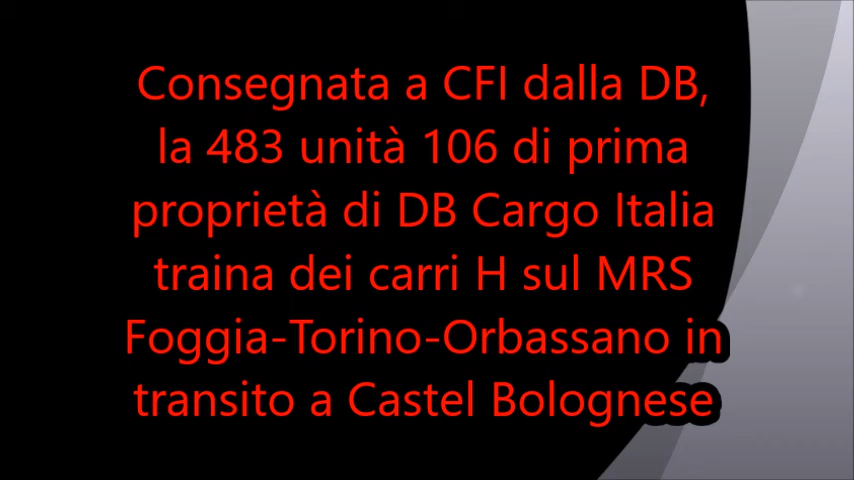 Consegnata a CFI dalla DB,
la 483 unità 106 di prima
proprietà di DB Cargo Italia
traina dei carri H sul MRS
Foggia-Torino-Orbassano in
transito a Castel Bolognese